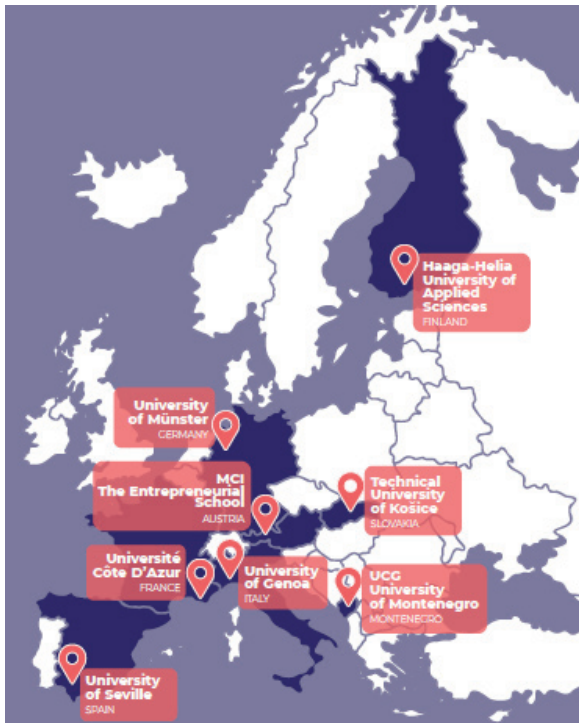 Haaga-Helia
University of
Applied
Sciences
FINLAND
University
of Münster
GERMANY
MCI
The Entrepreneurial
School
AUSTRIA
Technical
University
of Košice
SLOVAKIA
Université
Côte D'Azur
FRANCE
University
of Genoa
ITALY
UCG
University
of Montenegro
MONTENEGRO
University
of Seville
SPAIN